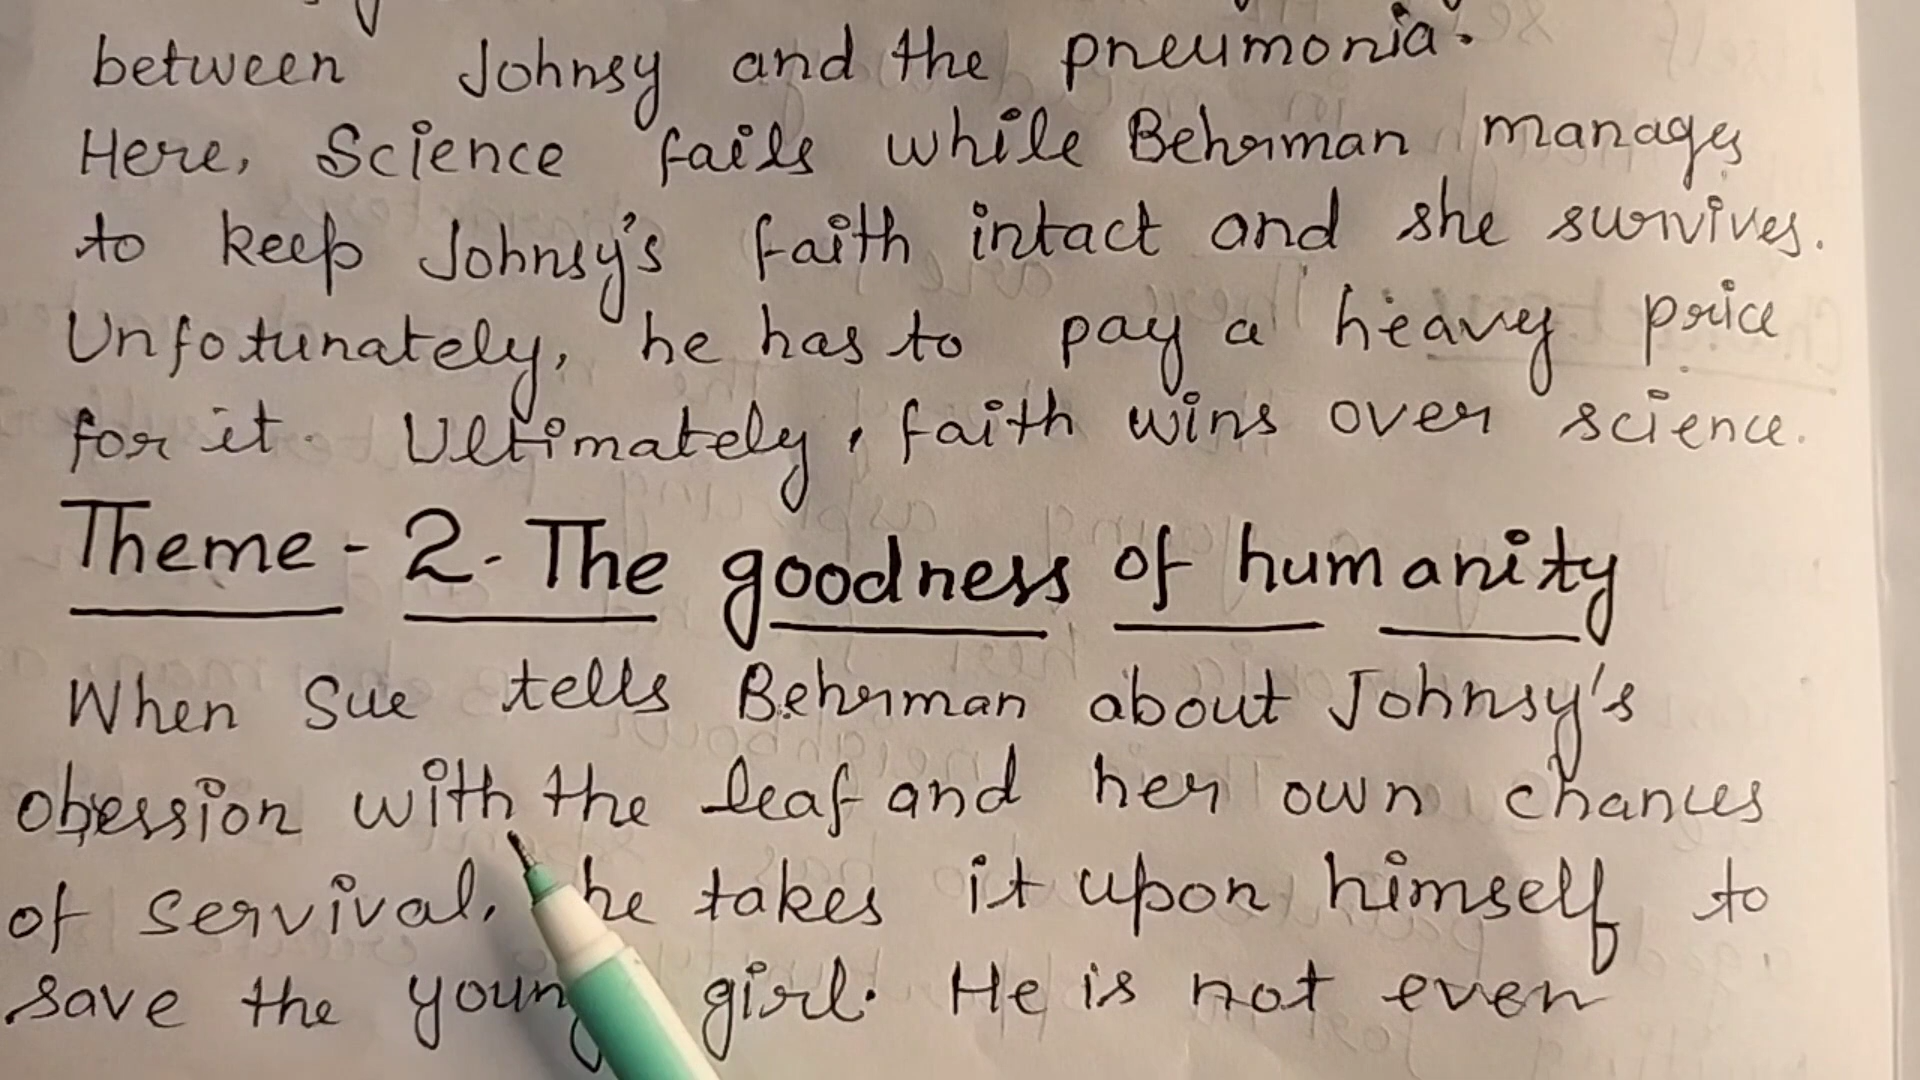 between Johnsy and the pneumonia.
Here, Science fails while Behrman manages
to keep Johnsy's faith intact and she survives.
Unfortunately, he has to pay a heavy price
for it. Ultimately, faith wins over science.
Theme - 2 - The goodness of humanity
When Sue tells Behrman about Johnsy's
obsession with the leaf and her own chances
of servival, he takes it upon himself to
save the young girl. He is not even